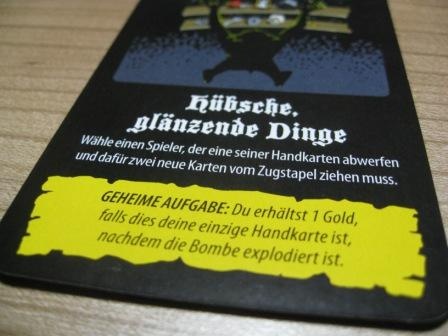 Hübsche,
glänzende Dinge
Wähle einen Spieler, der eine seiner Handkarten abwerfen
und dafür zwei neue Karten vom Zugstapel ziehen muss.
GEHEIME AUFGABE: Du erhältst 1 Gold,
falls dies deine einzige Handkarte ist,
nachdem die Bombe explodiert ist.